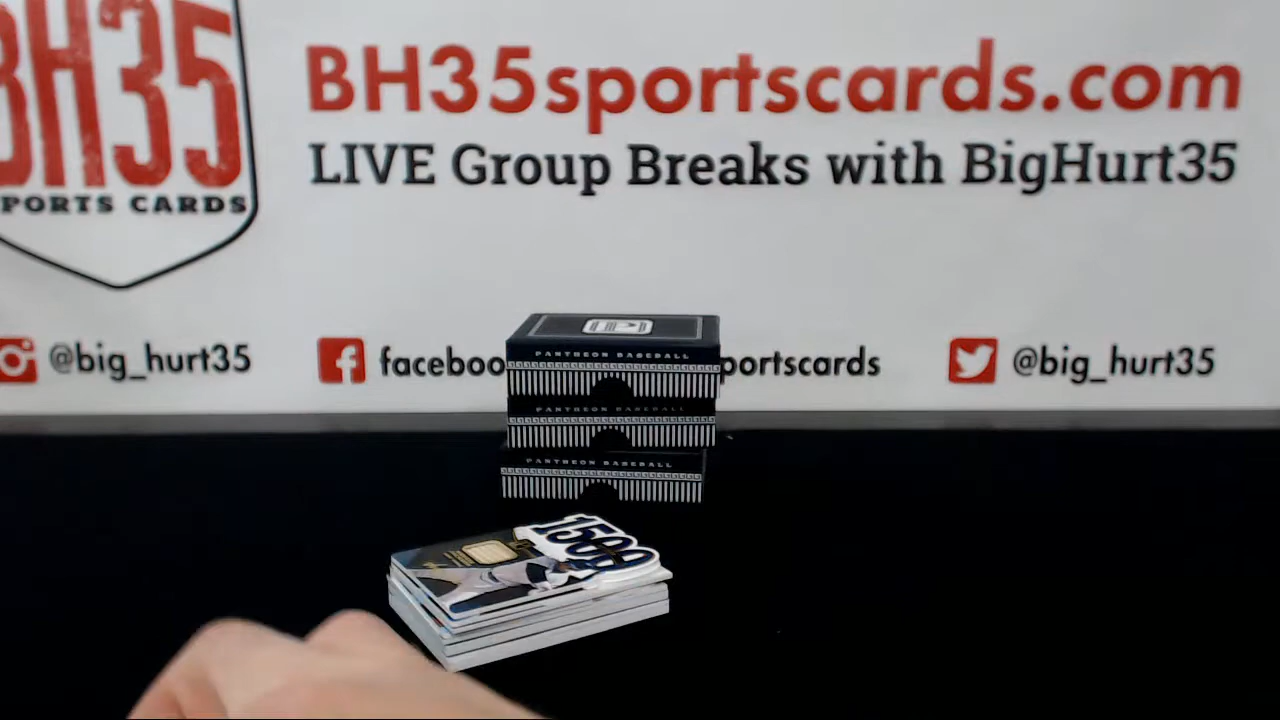 BH35
PORTS CARDS
BH35sportscards.com
LIVE Group Breaks with BigHurt35
@big_hurt35
faceboo
portscards
@big_hurt35
PANTHEON BASEBALL
PANTHEON BASEBALL
PANTHEON BASEBALL
1500